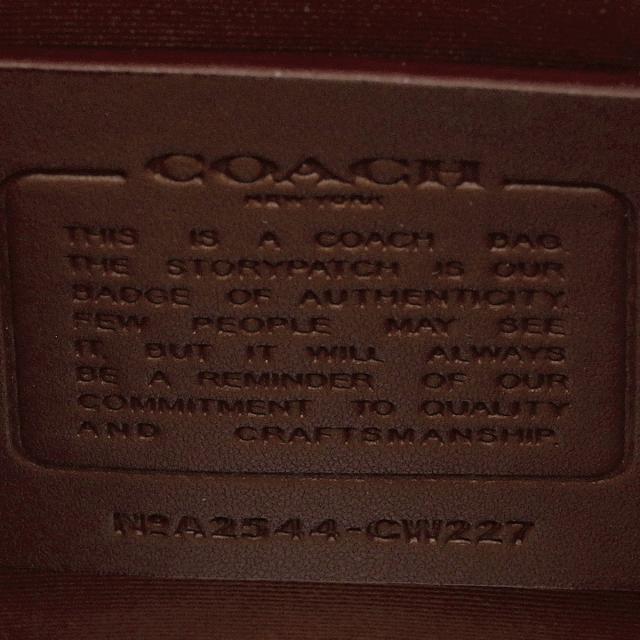 COACH
NEW YORK
THIS IS A COACH BAG.
THE STORYPATCH IS OUR
BADGE OF AUTHENTICITY.
FEW PEOPLE MAY SEE
IT, BUT IT WILL ALWAYS
BE A REMINDER OF OUR
COMMITMENT TO QUALITY
AND CRAFTSMANSHIP.
NºA2344-CW227